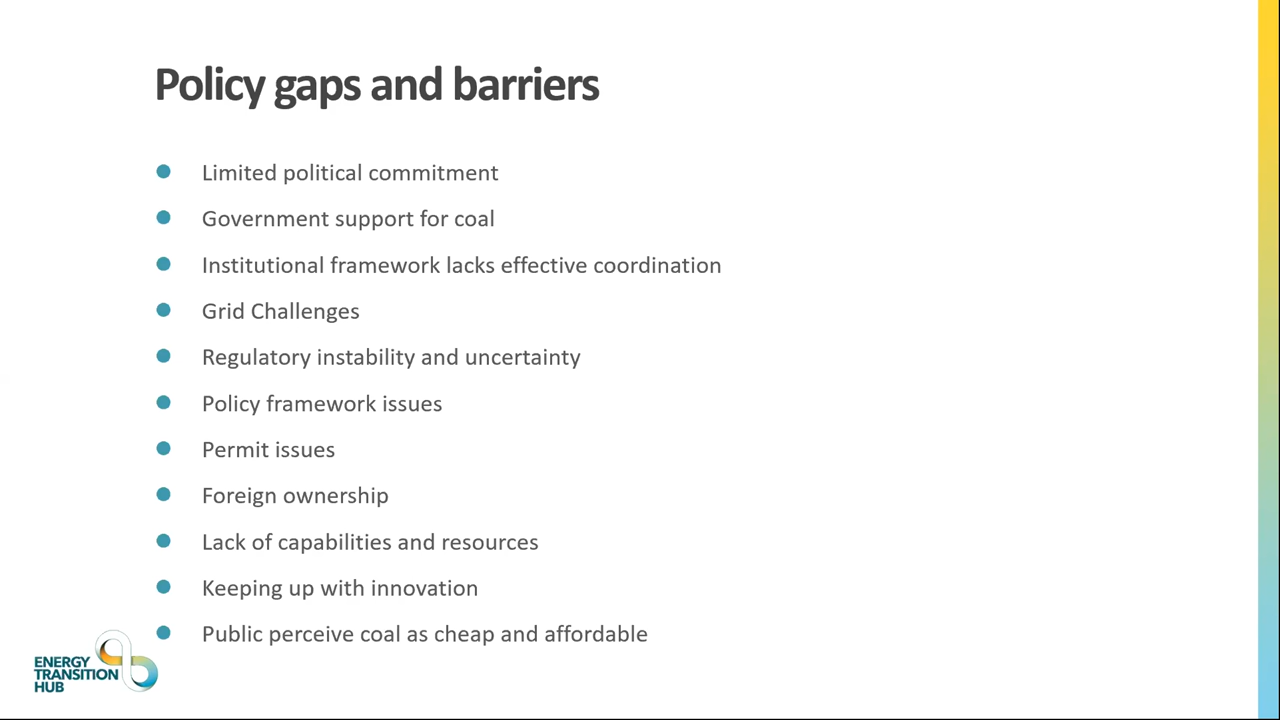 Policy gaps and barriers
Limited political commitment
Government support for coal
Institutional framework lacks effective coordination
Grid Challenges
Regulatory instability and uncertainty
Policy framework issues
Permit issues
Foreign ownership
Lack of capabilities and resources
Keeping up with innovation
Public perceive coal as cheap and affordable
ENERGY
TRANSITION
HUB